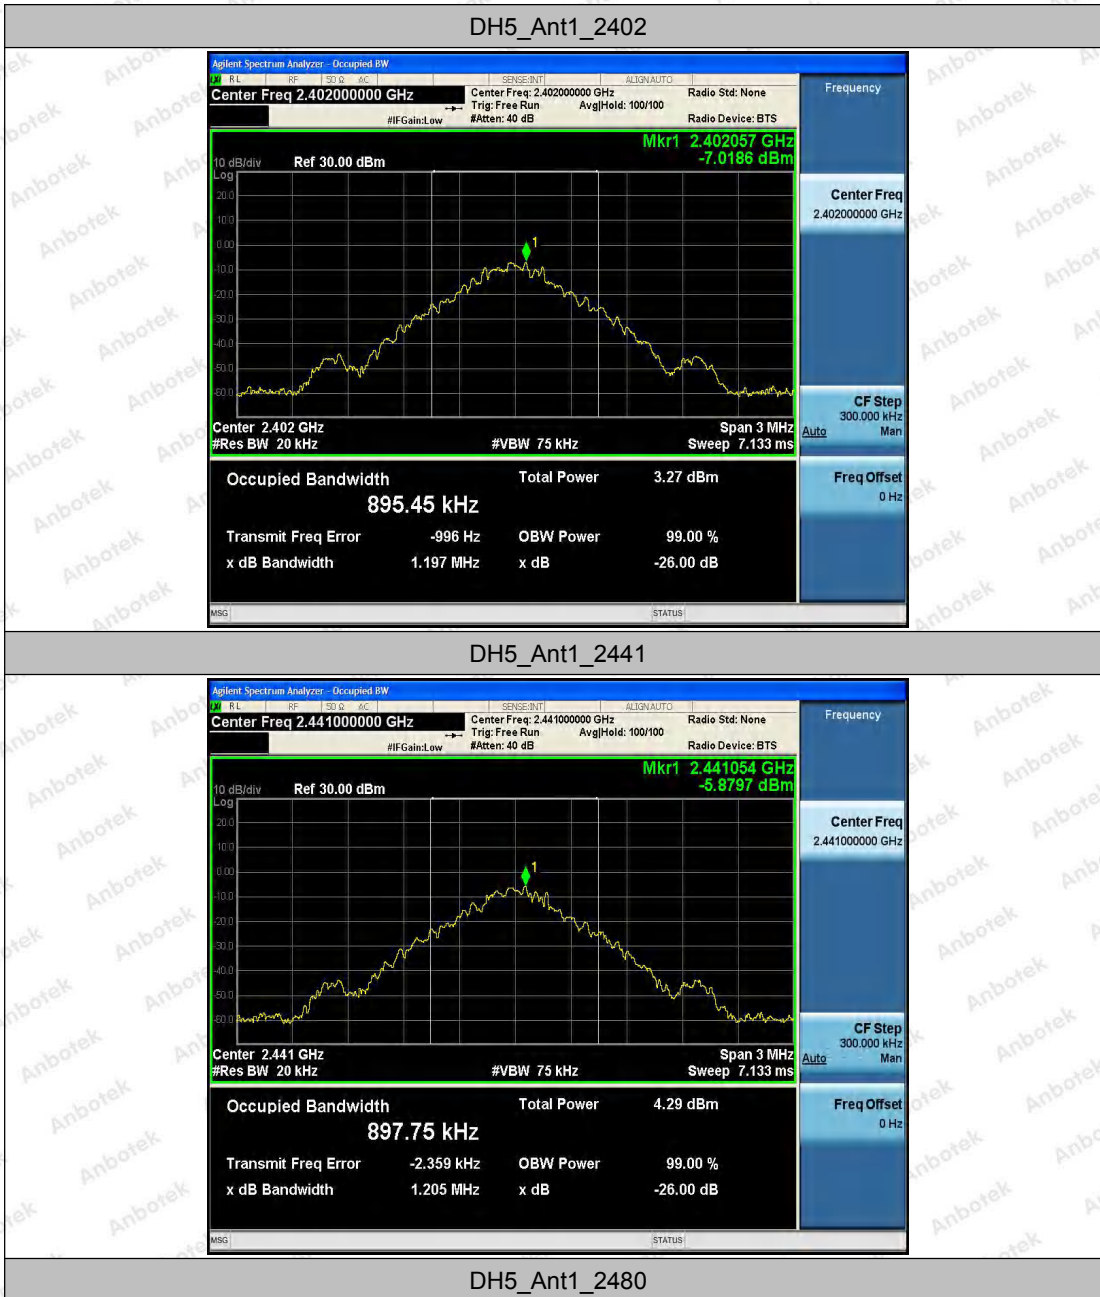 DH5_Ant1_2402
Agilent Spectrum Analyzer - Occupied BW
RL RF 50 Ω AC SENSE:INT ALIGNAUTO
Center Freq 2.402000000 GHz
Center Freq: 2.402000000 GHz Radio Std: None
Trig: Free Run Avg|Hold: 100/100
#IFGain:Low #Atten: 40 dB Radio Device: BTS
Mkr1 2.402057 GHz
-7.0186 dBm
10 dB/div Ref 30.00 dBm
Log
20.0
10.0
0.00
-10.0
-20.0
-30.0
-40.0
-50.0
-60.0
1
Center 2.402 GHz Span 3 MHz
#Res BW 20 kHz #VBW 75 kHz Sweep 7.133 ms
Occupied Bandwidth Total Power 3.27 dBm
895.45 kHz
Transmit Freq Error -996 Hz OBW Power 99.00 %
x dB Bandwidth 1.197 MHz x dB -26.00 dB
MSG STATUS
Frequency
Center Freq
2.402000000 GHz
CF Step
300.000 kHz
Auto Man
Freq Offset
0 Hz
DH5_Ant1_2441
Agilent Spectrum Analyzer - Occupied BW
RL RF 50 Ω AC SENSE:INT ALIGNAUTO
Center Freq 2.441000000 GHz
Center Freq: 2.441000000 GHz Radio Std: None
Trig: Free Run Avg|Hold: 100/100
#IFGain:Low #Atten: 40 dB Radio Device: BTS
Mkr1 2.441054 GHz
-5.8797 dBm
10 dB/div Ref 30.00 dBm
Log
20.0
10.0
0.00
-10.0
-20.0
-30.0
-40.0
-50.0
-60.0
1
Center 2.441 GHz Span 3 MHz
#Res BW 20 kHz #VBW 75 kHz Sweep 7.133 ms
Occupied Bandwidth Total Power 4.29 dBm
897.75 kHz
Transmit Freq Error -2.359 kHz OBW Power 99.00 %
x dB Bandwidth 1.205 MHz x dB -26.00 dB
MSG STATUS
Frequency
Center Freq
2.441000000 GHz
CF Step
300.000 kHz
Auto Man
Freq Offset
0 Hz
DH5_Ant1_2480